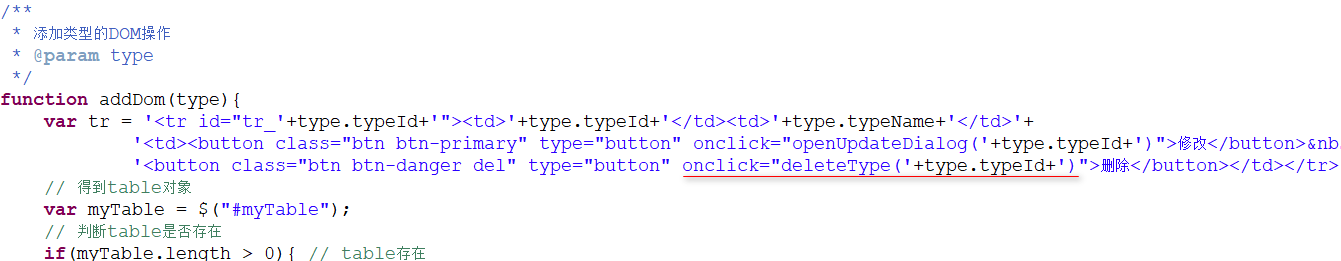 /**
 * 添加类型的DOM操作
 * @param type
 */
function addDom(type){
    var tr = '<tr id="tr_'+type.typeId+'"><td>'+type.typeId+'</td><td>'+type.typeName+'</td>'+
            '<td><button class="btn btn-primary" type="button" onclick="openUpdateDialog('+type.typeId+')">修改</button>&nb
            '<button class="btn btn-danger del" type="button" onclick="deleteType('+type.typeId+')">删除</button></td></tr>
    // 得到table对象
    var myTable = $("#myTable");
    // 判断table是否存在
    if(myTable.length > 0){ // table存在